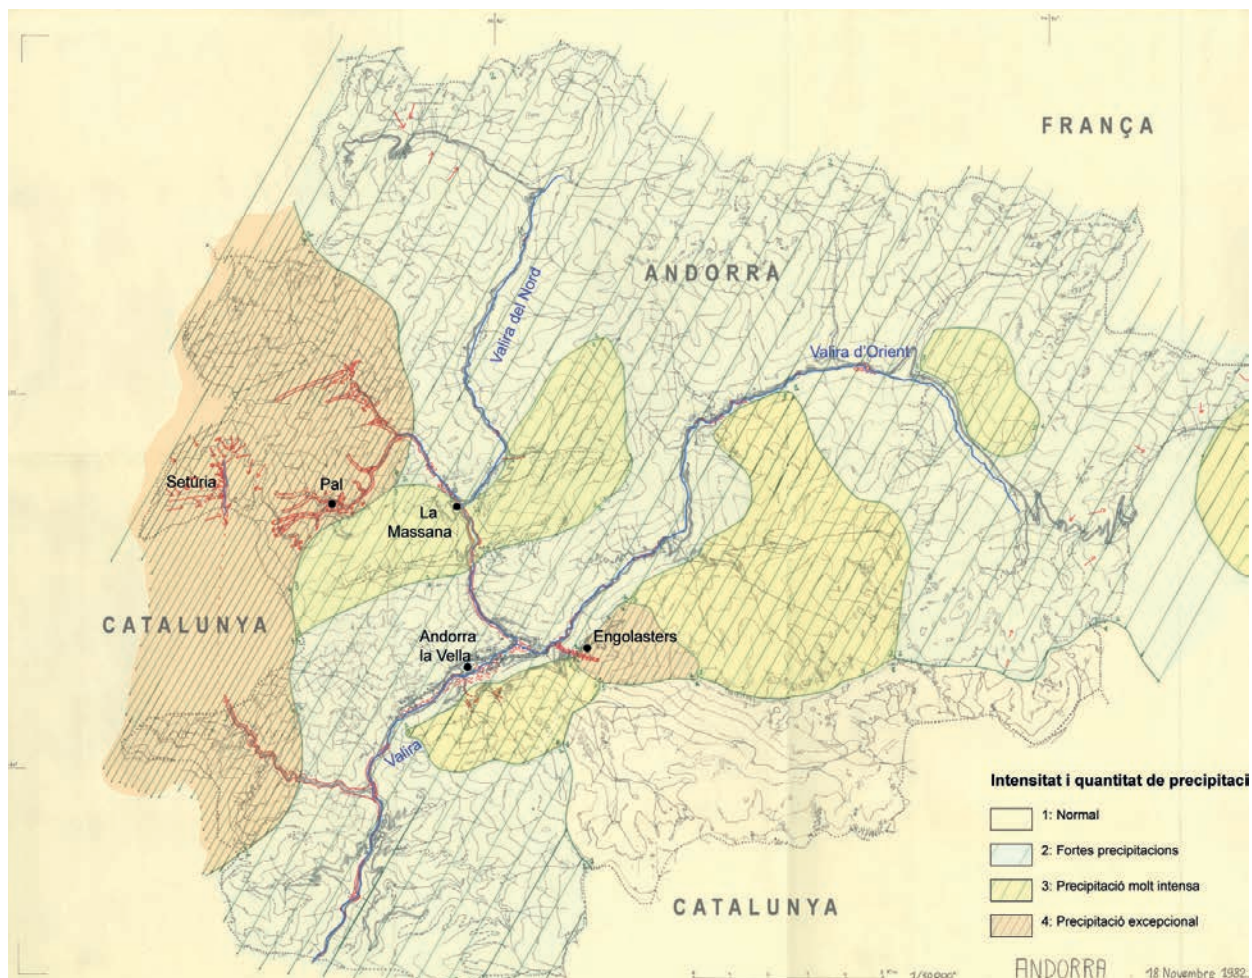 FRANÇA
ANDORRA
Valira del Nord
Valira d'Orient
Setúria
Pal
La
Massana
CATALUNYA
Andorra
la Vella
Engolasters
Valira
CATALUNYA
Intensitat i quantitat de precipitaci
1: Normal
2: Fortes precipitacions
3: Precipitació molt intensa
4: Precipitació excepcional
ANDORRA 18 Novembre 1982